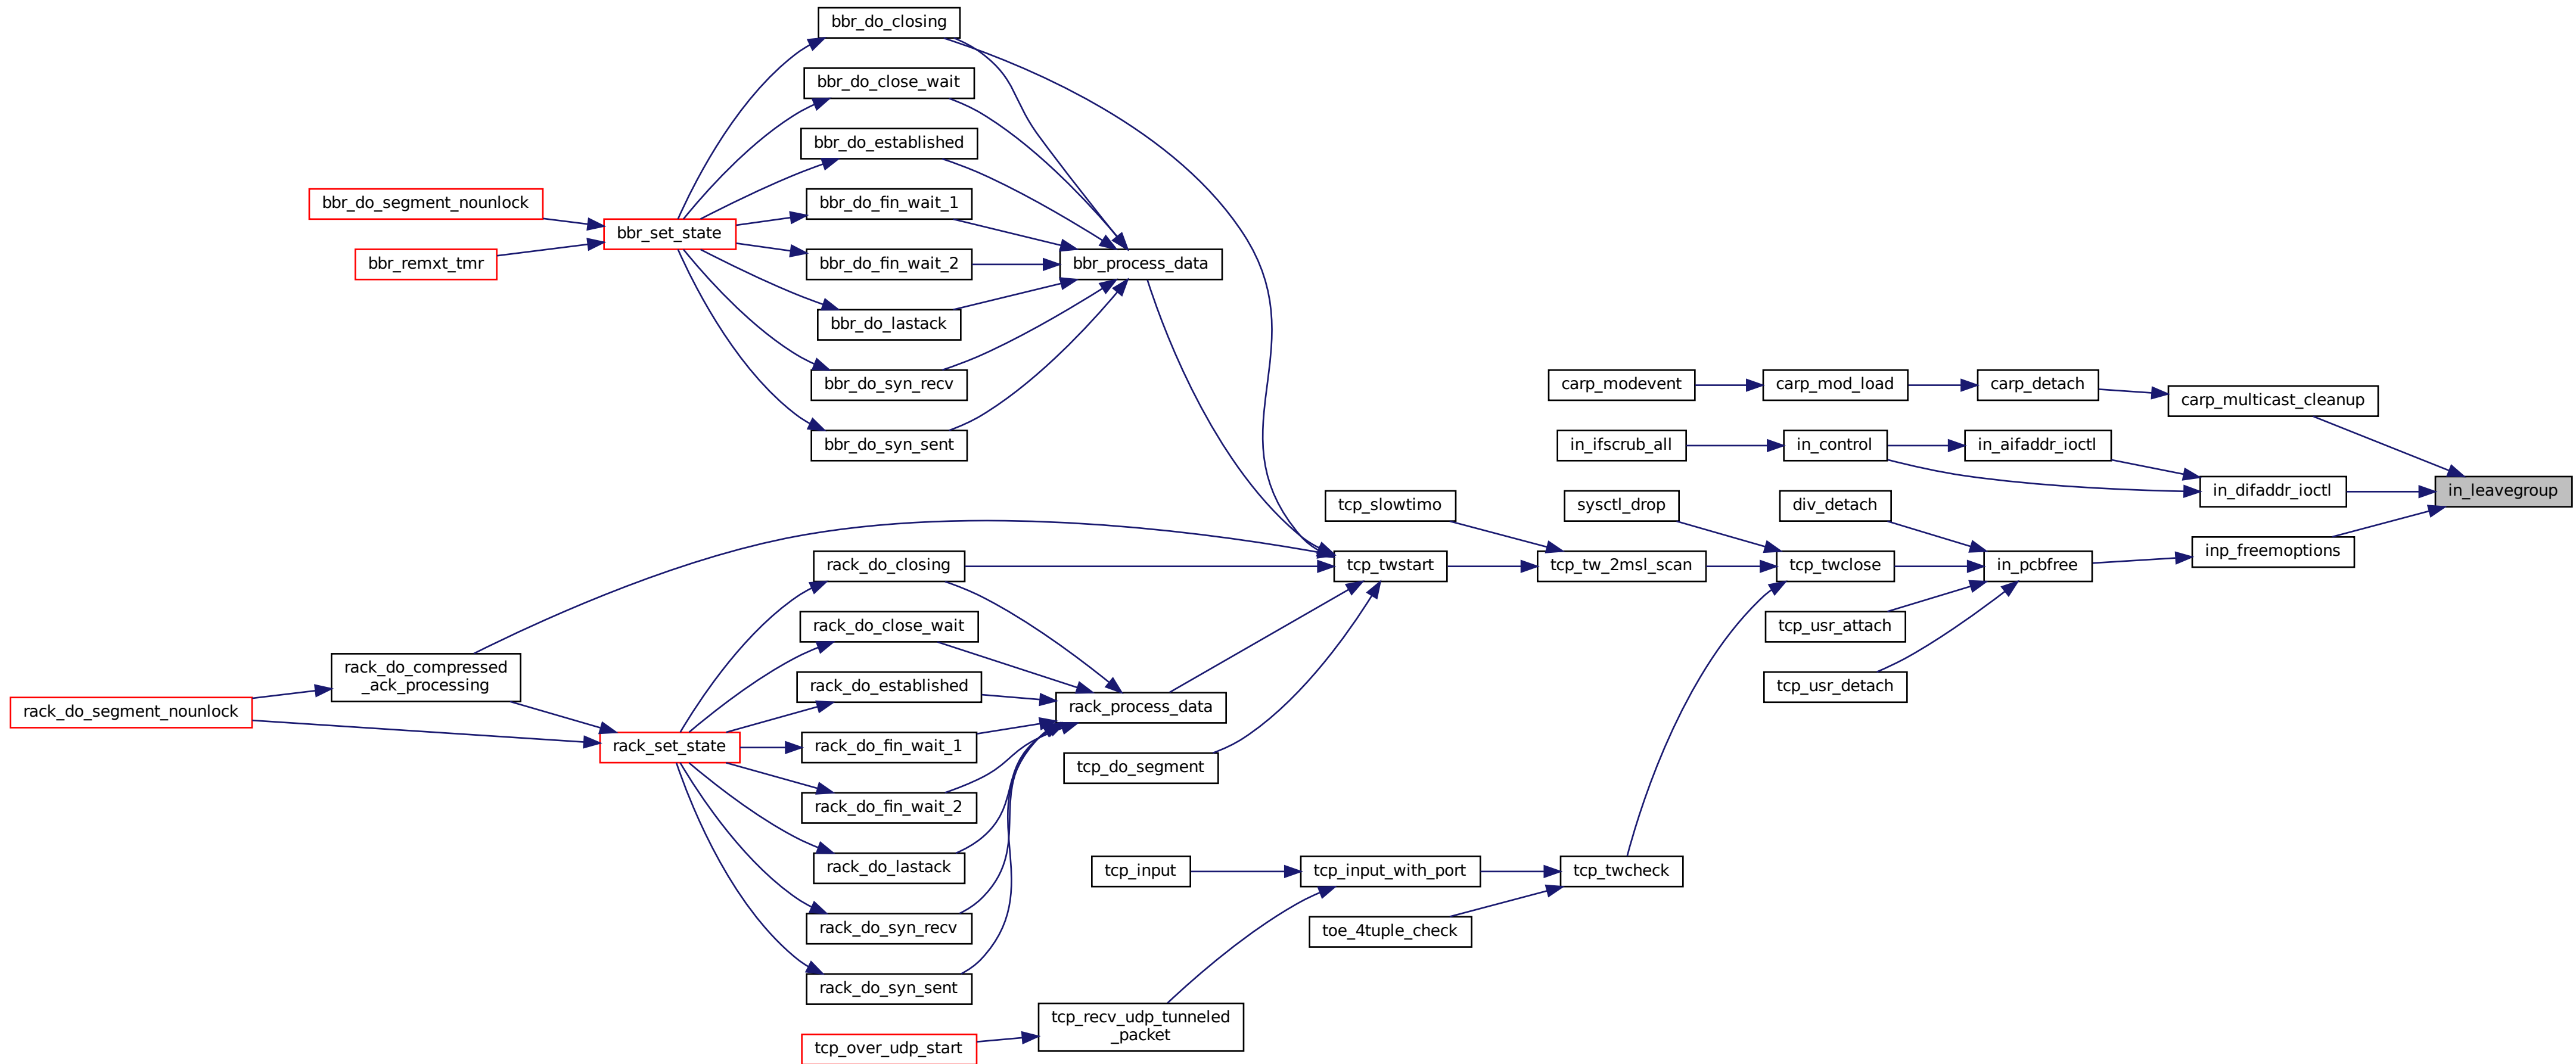 bbr_do_closing
bbr_do_close_wait
bbr_do_established
bbr_do_segment_nounlock
bbr_do_fin_wait_1
bbr_set_state
bbr_remxt_tmr
bbr_do_fin_wait_2
bbr_process_data
bbr_do_lastack
bbr_do_syn_recv
carp_modevent
carp_mod_load
carp_detach
carp_multicast_cleanup
bbr_do_syn_sent
in_ifscrub_all
in_control
in_aifaddr_ioctl
in_difaddr_ioctl
in_leavegroup
tcp_slowtimo
sysctl_drop
div_detach
inp_freemoptions
rack_do_closing
tcp_twstart
tcp_tw_2msl_scan
tcp_twclose
in_pcbfree
rack_do_close_wait
tcp_usr_attach
rack_do_compressed
_ack_processing
rack_do_established
tcp_usr_detach
rack_do_segment_nounlock
rack_process_data
rack_set_state
rack_do_fin_wait_1
tcp_do_segment
rack_do_fin_wait_2
rack_do_lastack
tcp_input
tcp_input_with_port
tcp_twcheck
rack_do_syn_recv
toe_4tuple_check
rack_do_syn_sent
tcp_recv_udp_tunneled
_packet
tcp_over_udp_start